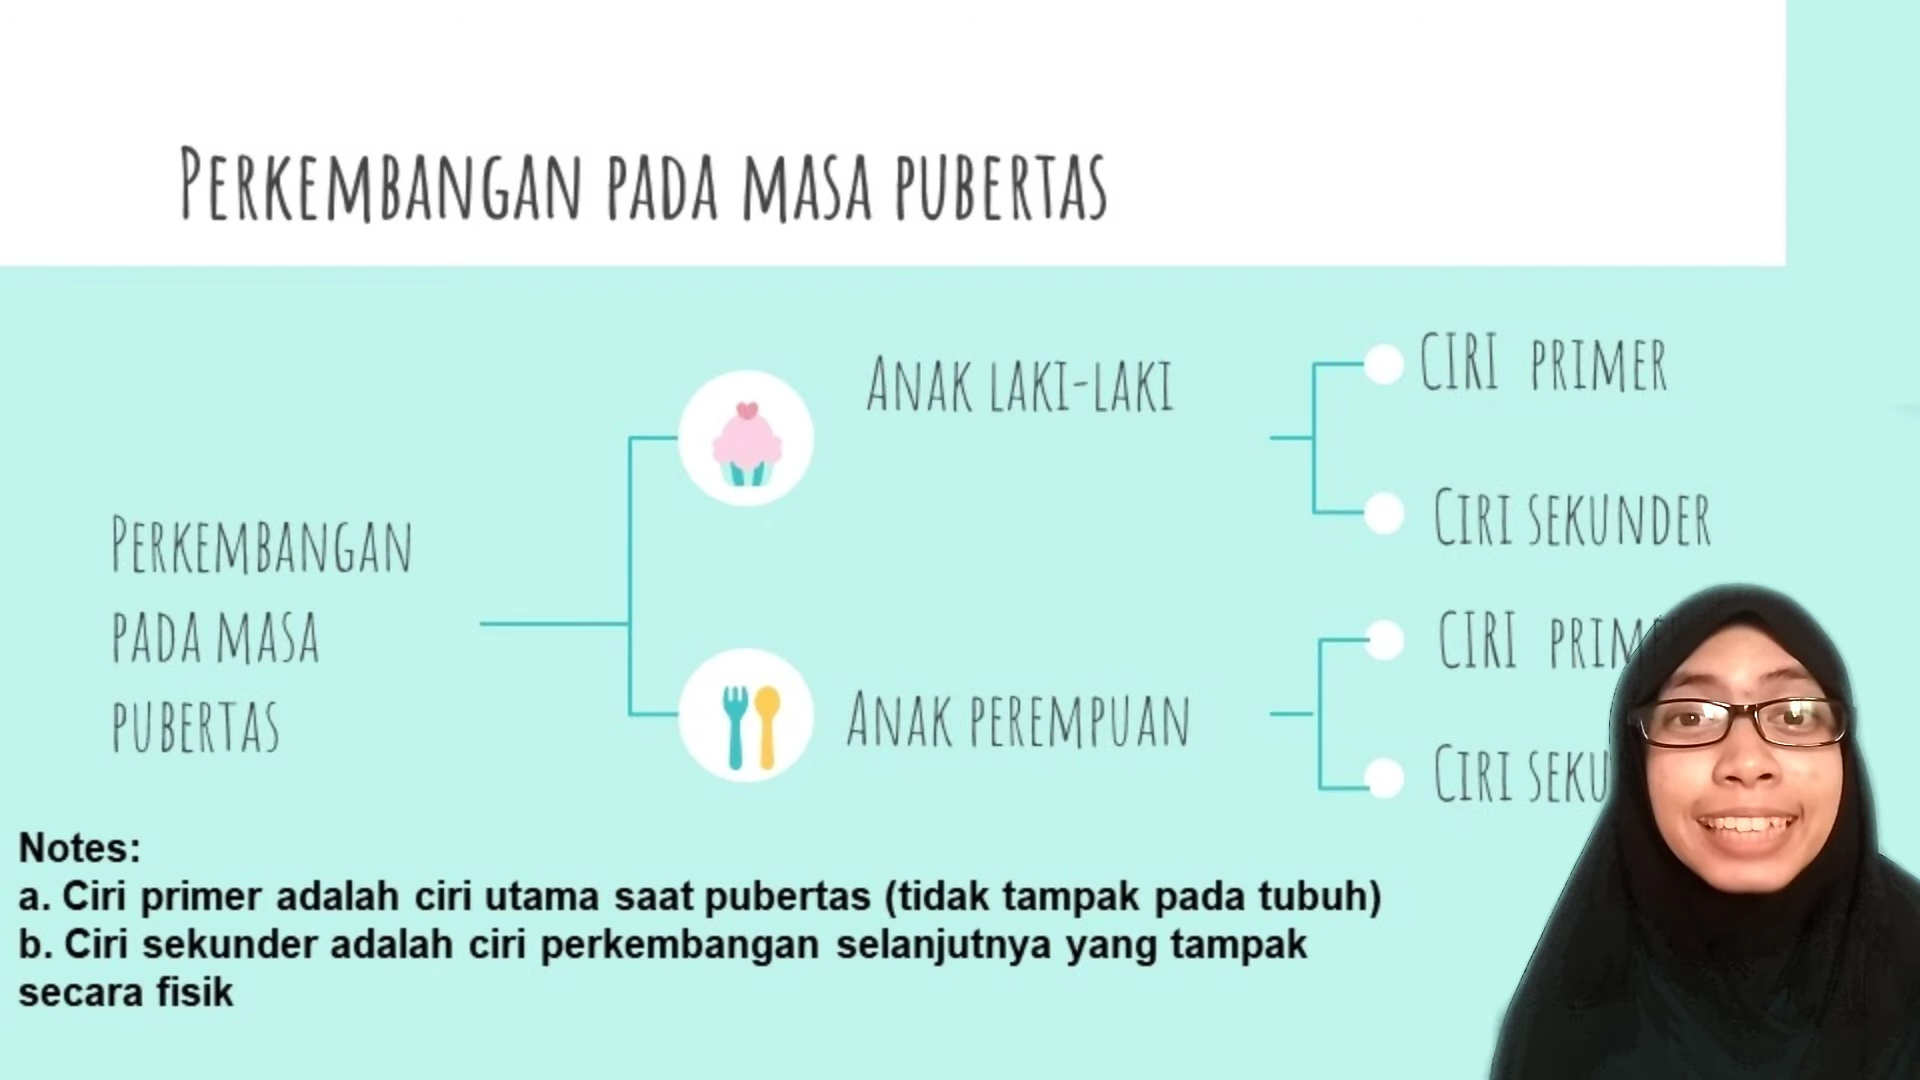 PERKEMBANGAN PADA MASA PUBERTAS
PERKEMBANGAN
PADA MASA
PUBERTAS
ANAK LAKI-LAKI
CIRI PRIMER
CIRI SEKUNDER
ANAK PEREMPUAN
CIRI
CIRI
Notes:
a. Ciri primer adalah ciri utama saat pubertas (tidak tampak pada tubuh)
b. Ciri sekunder adalah ciri perkembangan selanjutnya yang tampak
secara fisik